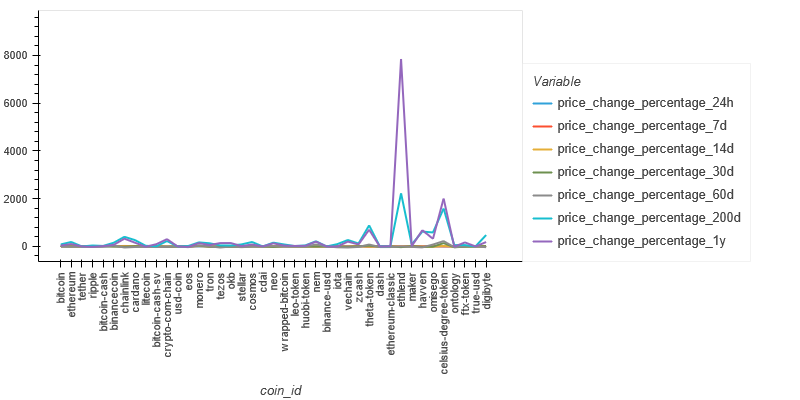 8000
6000
4000
2000
0
bitcoin
ethereum
tether
ripple
bitcoin-cash
binancecoin
chainlink
cardano
litecoin
bitcoin-cash-sv
crypto-com-chain
usd-coin
eos
monero
tron
tezos
okb
stellar
cosmos
cdai
neo
wrapped-bitcoin
leo-token
huobi-token
nem
binance-usd
iota
vechain
zcash
theta-token
dash
ethereum-classic
ethlend
maker
havven
omisego
celsius-degree-token
ontology
ftx-token
true-usd
digibyte
coin_id
Variable
price_change_percentage_24h
price_change_percentage_7d
price_change_percentage_14d
price_change_percentage_30d
price_change_percentage_60d
price_change_percentage_200d
price_change_percentage_1y